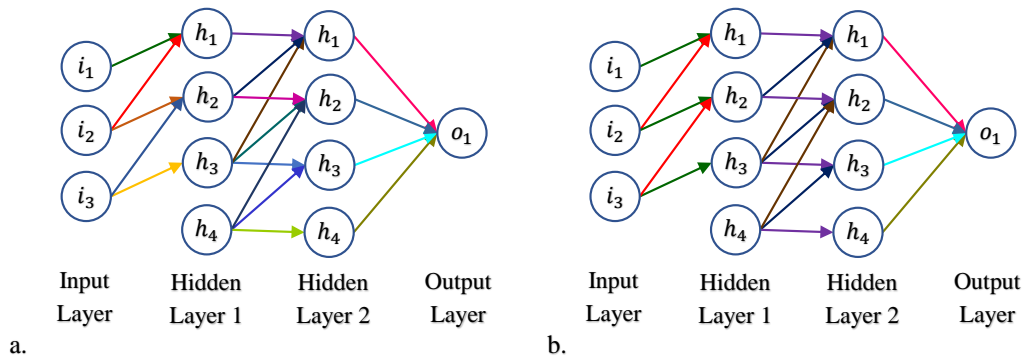 h₁ h₁
i₁
h₂ h₂
i₂ o₁
h₃ h₃
i₃
h₄ h₄
Input Hidden Hidden Output
Layer Layer 1 Layer 2 Layer
a.
h₁ h₁
i₁
h₂ h₂
i₂ o₁
h₃ h₃
i₃
h₄ h₄
Input Hidden Hidden Output
Layer Layer 1 Layer 2 Layer
b.